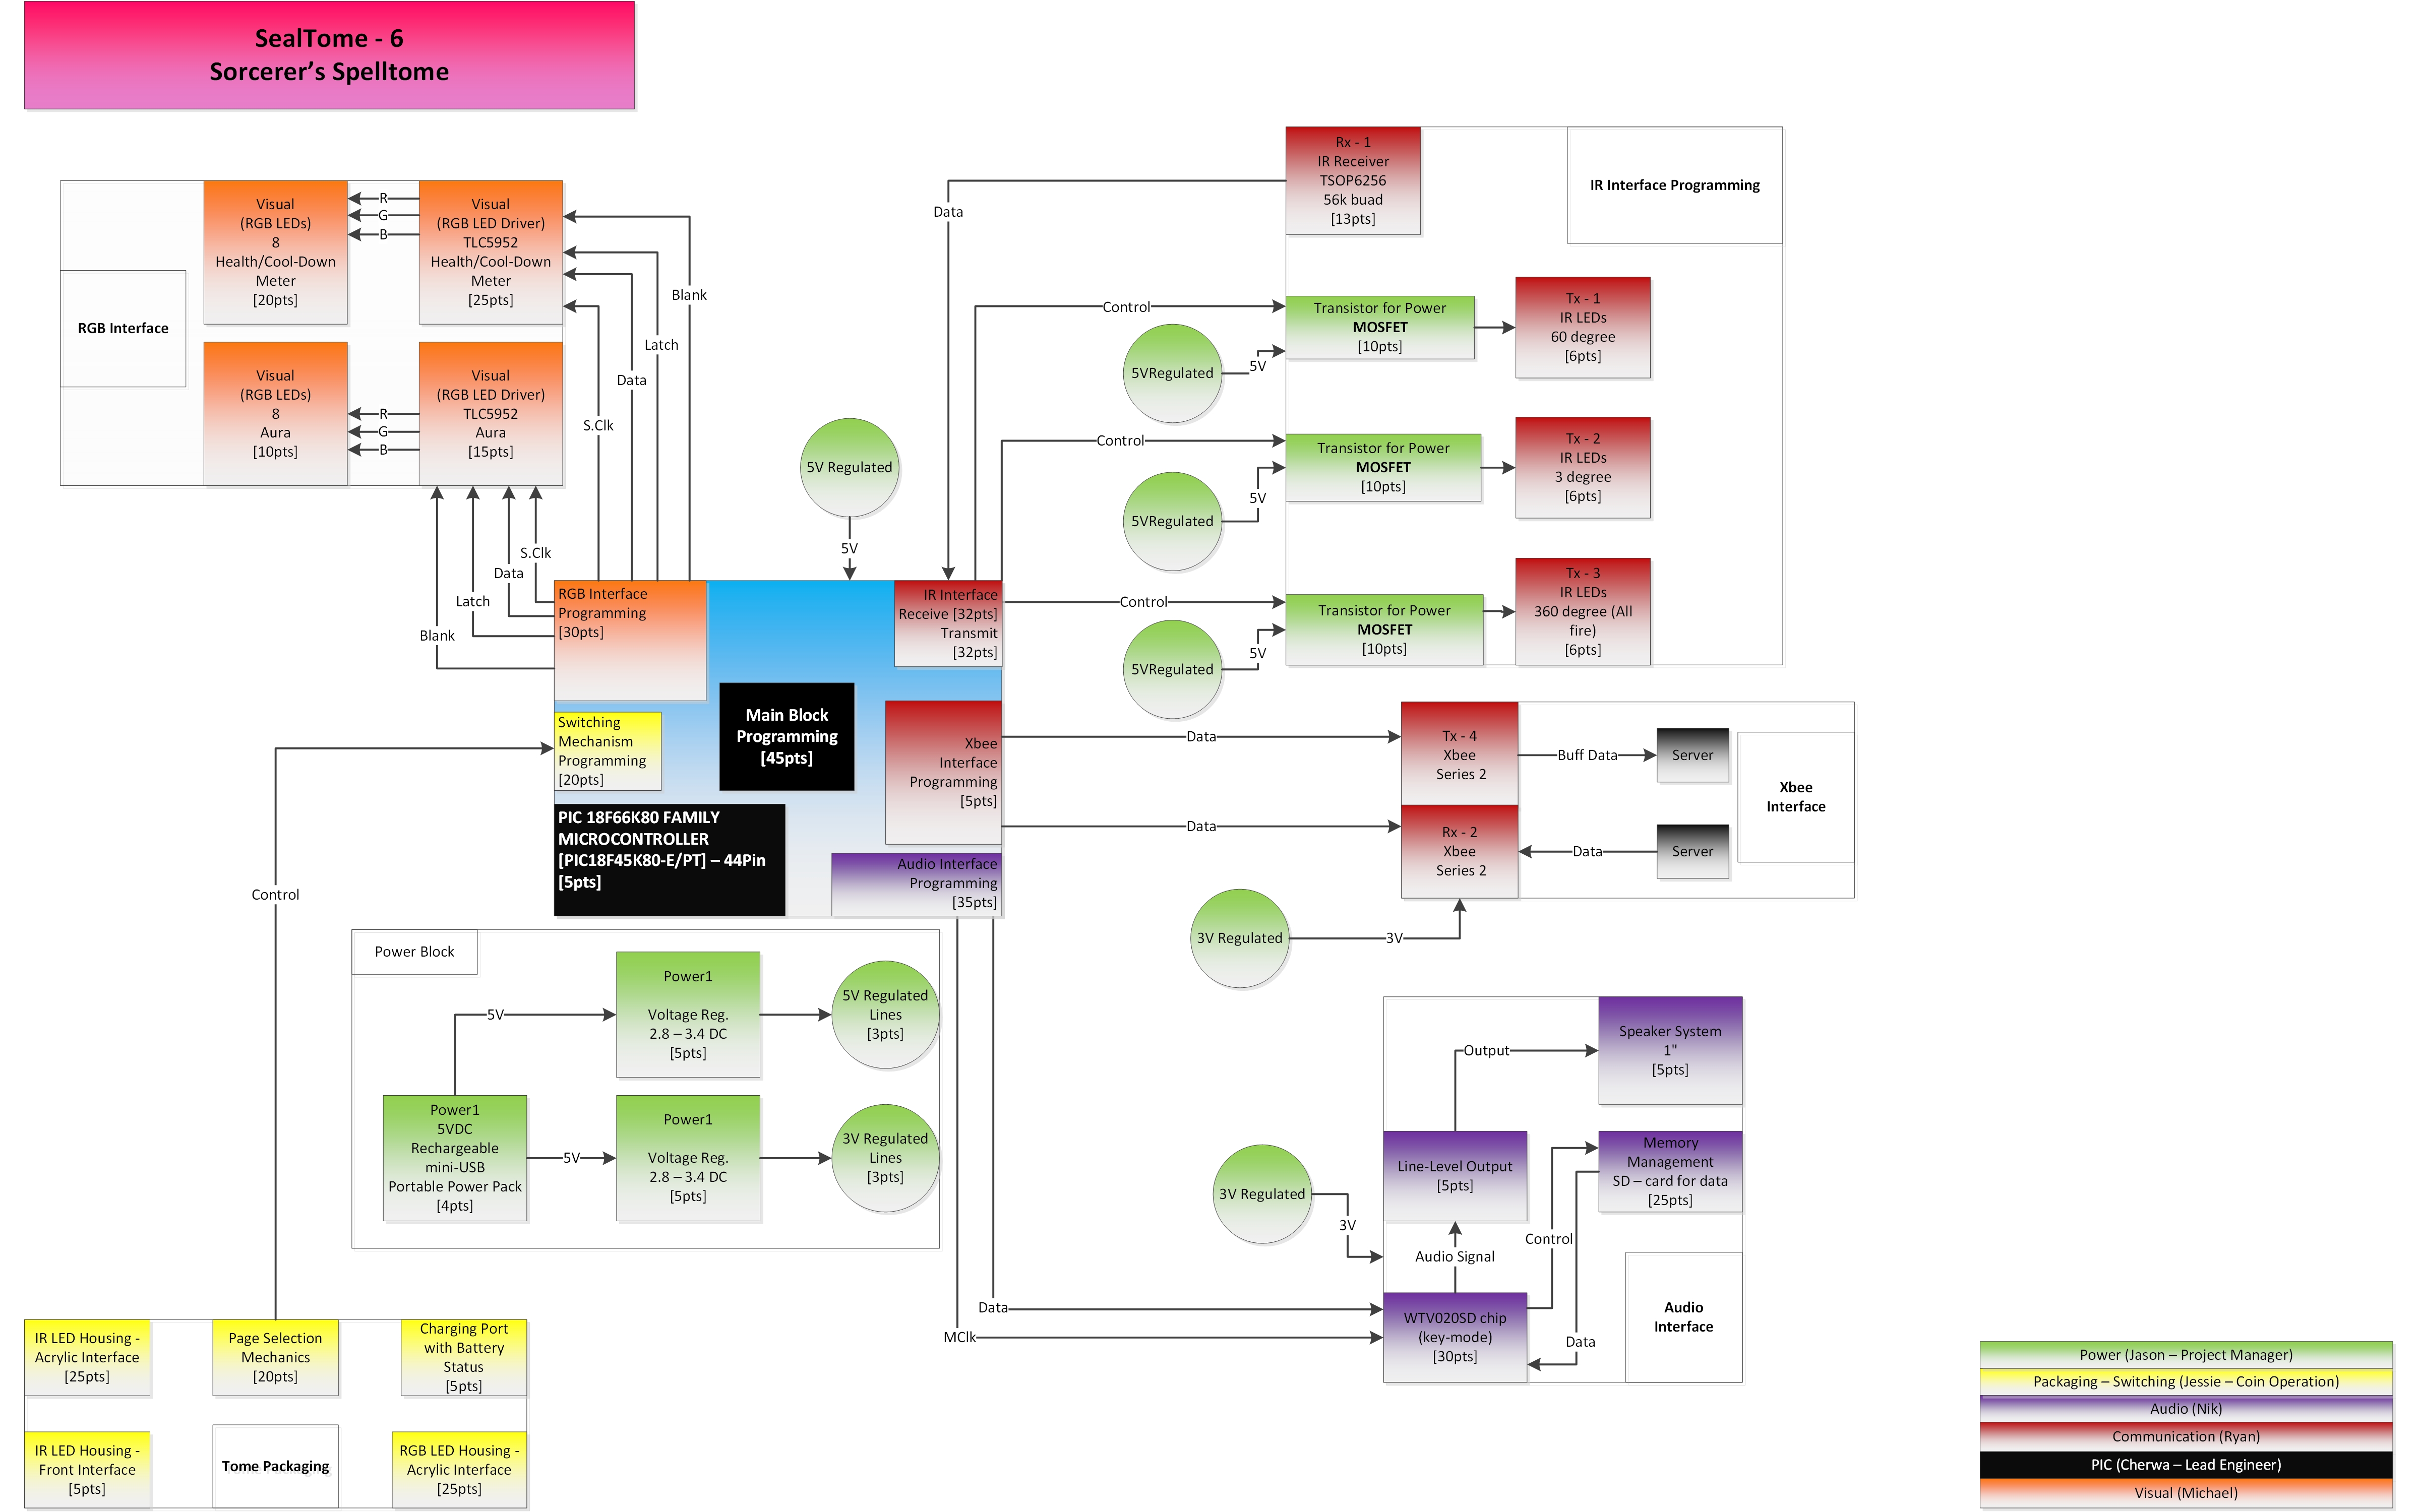 SealTome - 6
Sorcerer's Spelltome
RGB Interface
Visual
(RGB LEDs)
8
Health/Cool-Down
Meter
[20pts]
R
G
B
Visual
(RGB LED Driver)
TLC5952
Health/Cool-Down
Meter
[25pts]
Visual
(RGB LEDs)
8
Aura
[10pts]
R
G
B
Visual
(RGB LED Driver)
TLC5952
Aura
[15pts]
Blank
Latch
Data
S.Clk
S.Clk
Data
Latch
Blank
5V Regulated
5V
Data
Rx - 1
IR Receiver
TSOP6256
56k buad
[13pts]
IR Interface Programming
Control
Transistor for Power
MOSFET
[10pts]
5VRegulated
5V
Tx - 1
IR LEDs
60 degree
[6pts]
Control
Transistor for Power
MOSFET
[10pts]
5VRegulated
5V
Tx - 2
IR LEDs
3 degree
[6pts]
Control
Transistor for Power
MOSFET
[10pts]
5VRegulated
5V
Tx - 3
IR LEDs
360 degree (All
fire)
[6pts]
RGB Interface
Programming
[30pts]
IR Interface
Receive [32pts]
Transmit
[32pts]
Switching
Mechanism
Programming
[20pts]
Main Block
Programming
[45pts]
Xbee
Interface
Programming
[5pts]
PIC 18F66K80 FAMILY
MICROCONTROLLER
[PIC18F45K80-E/PT] – 44Pin
[5pts]
Audio Interface
Programming
[35pts]
Data
Data
Tx - 4
Xbee
Series 2
Buff Data
Server
Rx - 2
Xbee
Series 2
Data
Server
Xbee
Interface
3V Regulated
3V
Control
Power Block
Power1
Voltage Reg.
2.8 – 3.4 DC
[5pts]
5V Regulated
Lines
[3pts]
5V
Power1
5VDC
Rechargeable
mini-USB
Portable Power Pack
[4pts]
5V
Power1
Voltage Reg.
2.8 – 3.4 DC
[5pts]
3V Regulated
Lines
[3pts]
Speaker System
1"
[5pts]
Output
Line-Level Output
[5pts]
Memory
Management
SD – card for data
[25pts]
3V Regulated
3V
Audio Signal
Control
Data
Data
MClk
WTV020SD chip
(key-mode)
[30pts]
Audio
Interface
IR LED Housing -
Acrylic Interface
[25pts]
Page Selection
Mechanics
[20pts]
Charging Port
with Battery
Status
[5pts]
IR LED Housing -
Front Interface
[5pts]
Tome Packaging
RGB LED Housing -
Acrylic Interface
[25pts]
Power (Jason – Project Manager)
Packaging – Switching (Jessie – Coin Operation)
Audio (Nik)
Communication (Ryan)
PIC (Cherwa – Lead Engineer)
Visual (Michael)